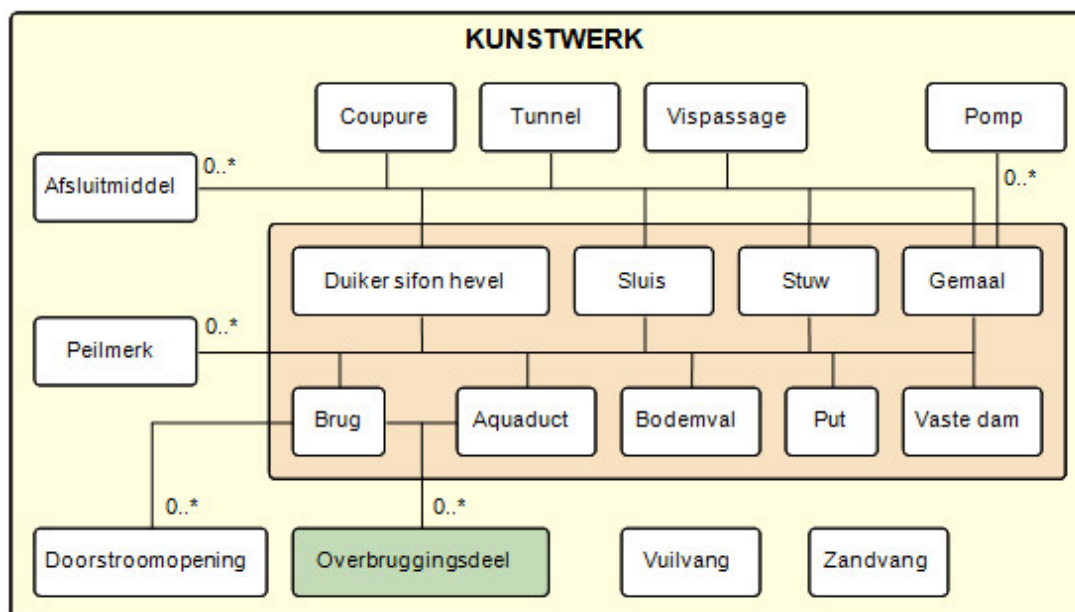 KUNSTWERK
Coupure
Tunnel
Vispassage
Pomp
Afsluitmiddel
0..*
0..*
Duiker sifon hevel
Sluis
Stuw
Gemaal
Peilmerk
0..*
Brug
Aquaduct
Bodemval
Put
Vaste dam
0..*
0..*
Doorstroomopening
Overbruggingsdeel
Vuilvang
Zandvang